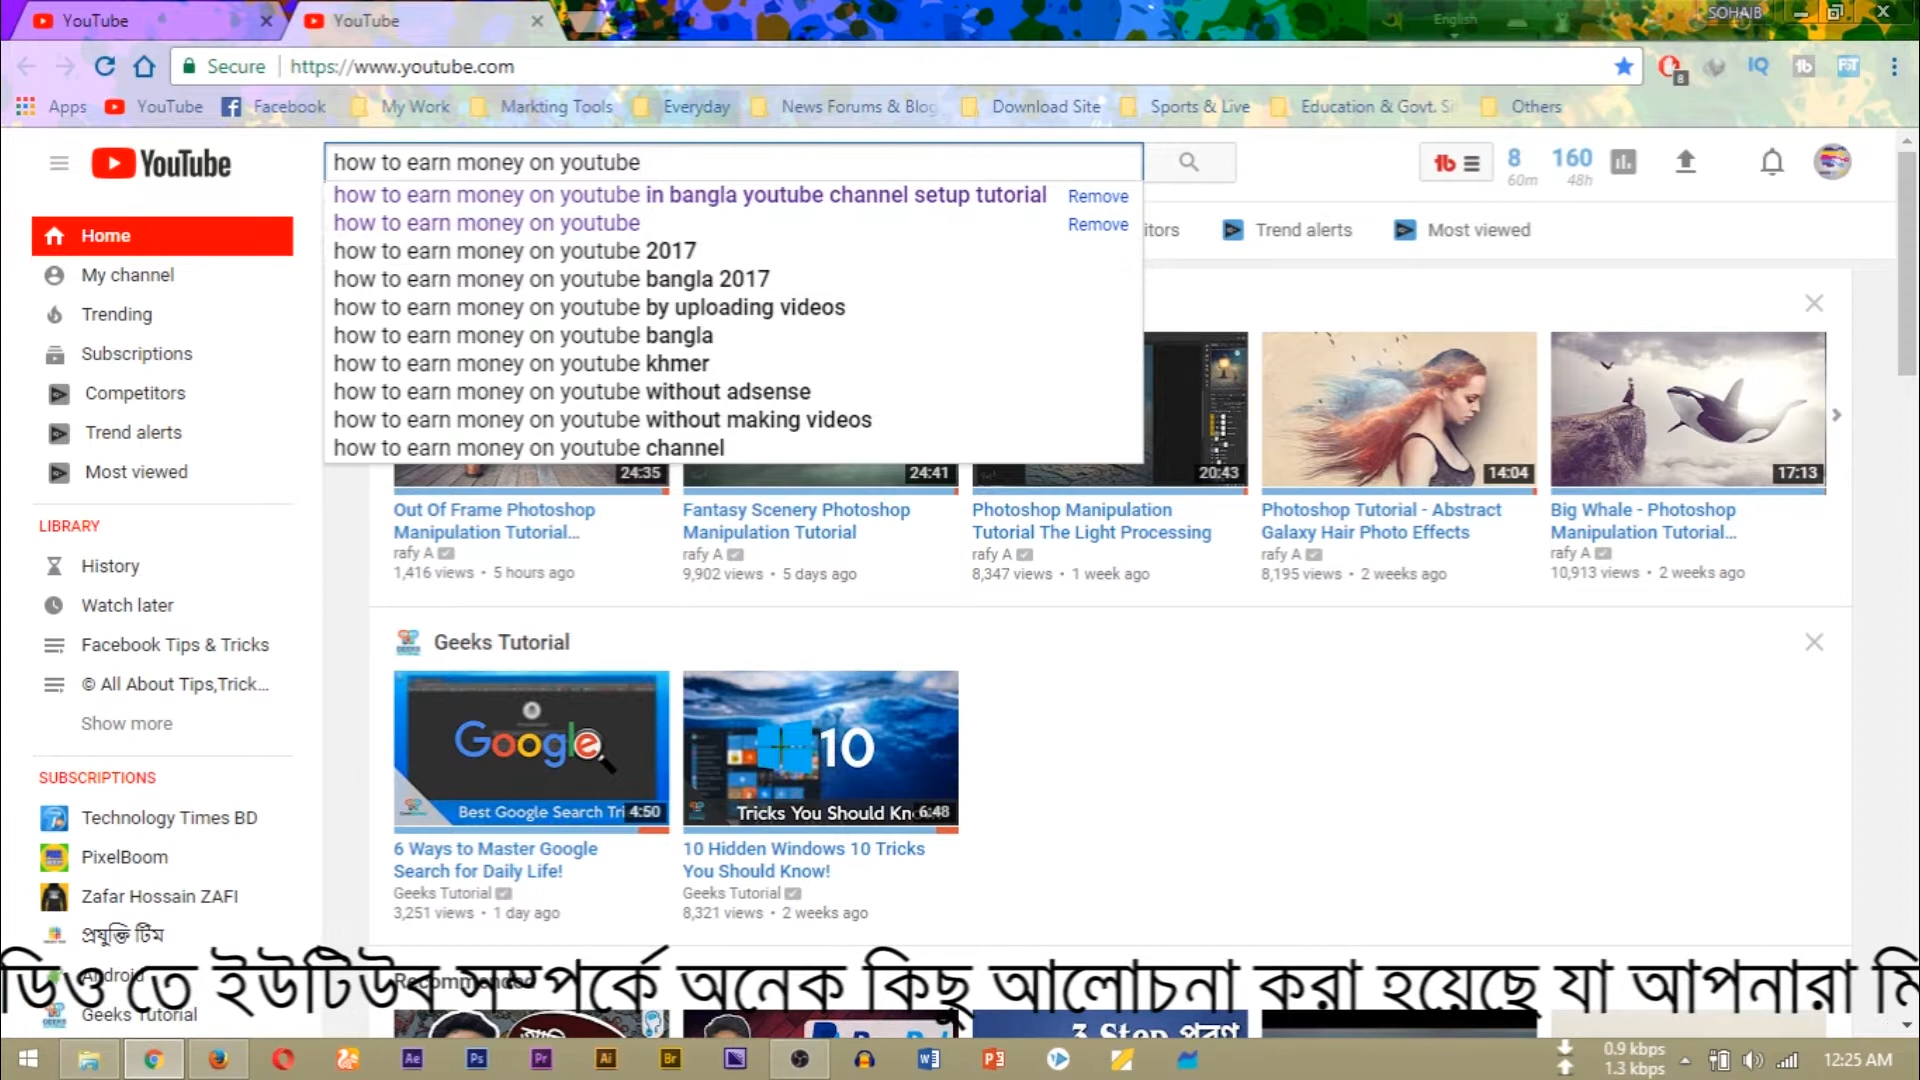 YouTube
YouTube
English
SOHAIB
Secure
https://www.youtube.com
8
IQ
Apps
YouTube
Facebook
My Work
Markting Tools
Everyday
News Forums & Blog
Download Site
Sports & Live
Education & Govt. Si
Others
YouTube
how to earn money on youtube
8
60m
160
48h
how to earn money on youtube in bangla youtube channel setup tutorial Remove
how to earn money on youtube Remove
how to earn money on youtube 2017
how to earn money on youtube bangla 2017
how to earn money on youtube by uploading videos
how to earn money on youtube bangla
how to earn money on youtube khmer
how to earn money on youtube without adsense
how to earn money on youtube without making videos
how to earn money on youtube channel
itors
Trend alerts
Most viewed
Home
My channel
Trending
Subscriptions
Competitors
Trend alerts
Most viewed
LIBRARY
History
Watch later
Facebook Tips & Tricks
© All About Tips,Trick...
Show more
SUBSCRIPTIONS
Technology Times BD
PixelBoom
Zafar Hossain ZAFI
প্রযুক্তি টিম
Android
Geeks Tutorial
24:35
24:41
20:43
14:04
17:13
Out Of Frame Photoshop
Manipulation Tutorial...
rafy A
1,416 views • 5 hours ago
Fantasy Scenery Photoshop
Manipulation Tutorial
rafy A
9,902 views • 5 days ago
Photoshop Manipulation
Tutorial The Light Processing
rafy A
8,347 views • 1 week ago
Photoshop Tutorial - Abstract
Galaxy Hair Photo Effects
rafy A
8,195 views • 2 weeks ago
Big Whale - Photoshop
Manipulation Tutorial...
rafy A
10,913 views • 2 weeks ago
Geeks Tutorial
Google
Best Google Search Tri
4:50
10
Tricks You Should Kn
6:48
6 Ways to Master Google
Search for Daily Life!
Geeks Tutorial
3,251 views • 1 day ago
10 Hidden Windows 10 Tricks
You Should Know!
Geeks Tutorial
8,321 views • 2 weeks ago
Recommended
ডিও তে ইউটিউব সম্পর্কে অনেক কিছু আলোচনা করা হয়েছে যা আপনারা মি
3 Step
Ae
Ps
Pr
Ai
Br
0.9 kbps
1.3 kbps
12:25 AM